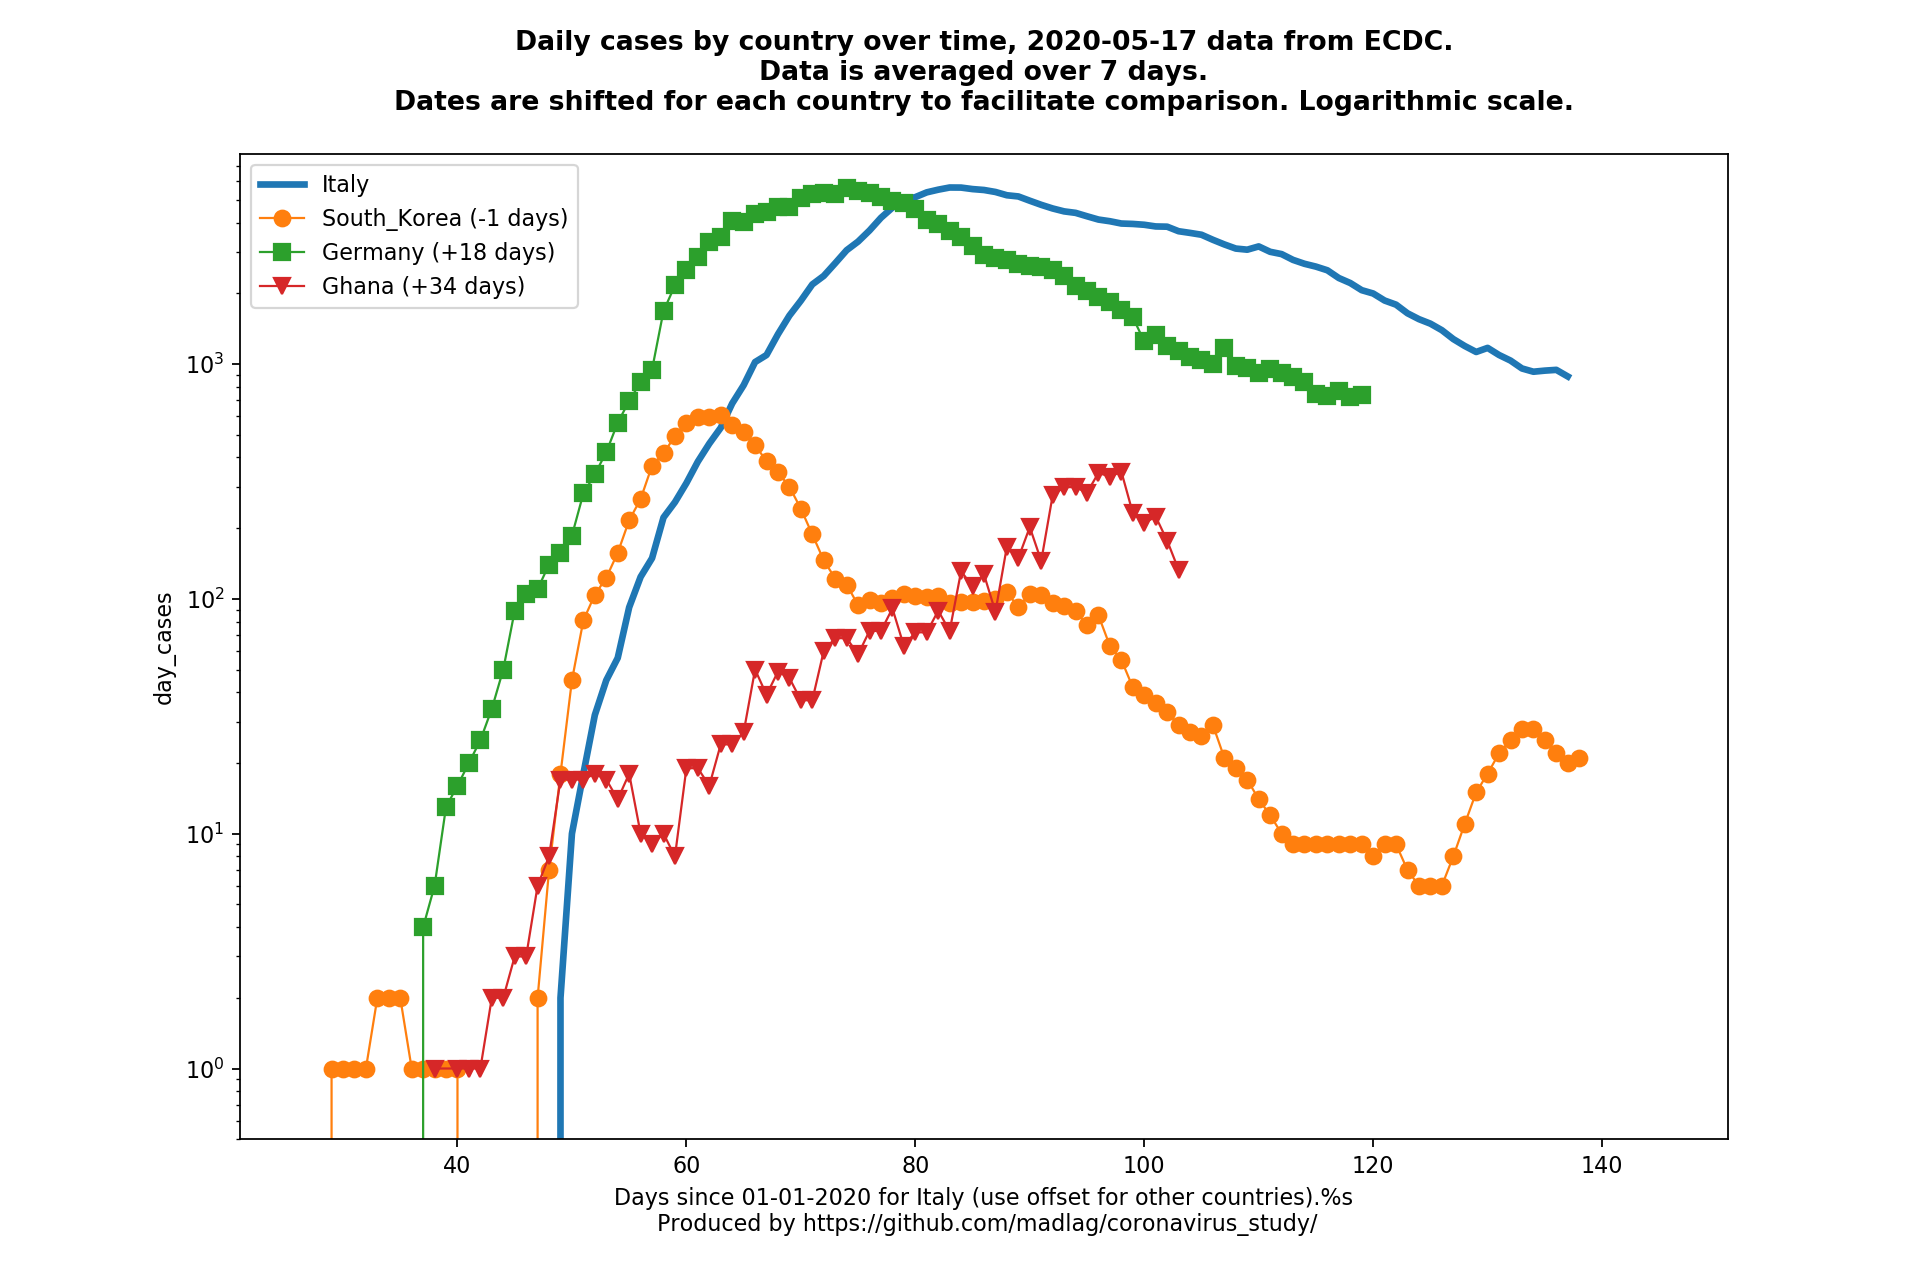 Daily cases by country over time, 2020-05-17 data from ECDC.
Data is averaged over 7 days.
Dates are shifted for each country to facilitate comparison. Logarithmic scale.
Italy
South_Korea (-1 days)
Germany (+18 days)
Ghana (+34 days)
day_cases
10³
10²
10¹
10⁰
40 60 80 100 120 140
Days since 01-01-2020 for Italy (use offset for other countries).%s
Produced by https://github.com/madlag/coronavirus_study/